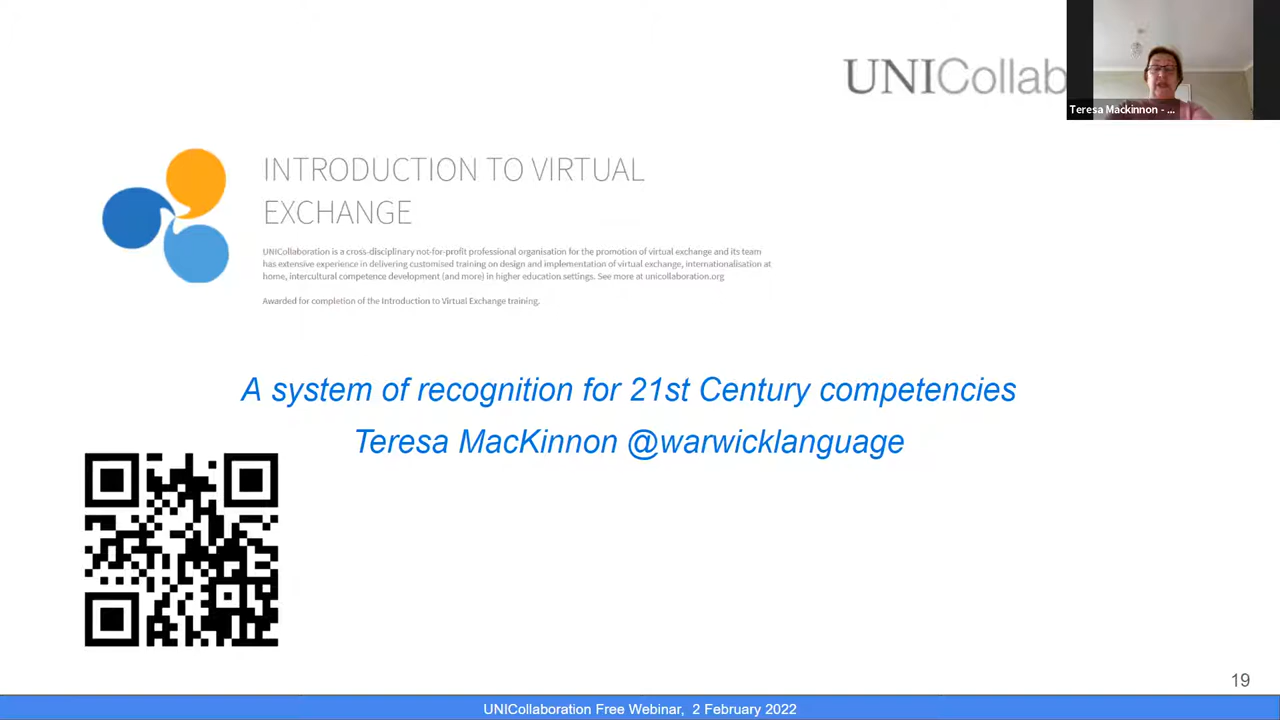 UNICollab
Teresa Mackinnon - ...
INTRODUCTION TO VIRTUAL
EXCHANGE
UNICollaboration is a cross-disciplinary not-for-profit professional organisation for the promotion of virtual exchange and its team
has extensive experience in delivering customised training on design and implementation of virtual exchange, internationalisation at
home, intercultural competence development (and more) in higher education settings. See more at unicollaboration.org
Awarded for completion of the Introduction to Virtual Exchange training.
A system of recognition for 21st Century competencies
Teresa MacKinnon @warwicklanguage
19
UNICollaboration Free Webinar, 2 February 2022